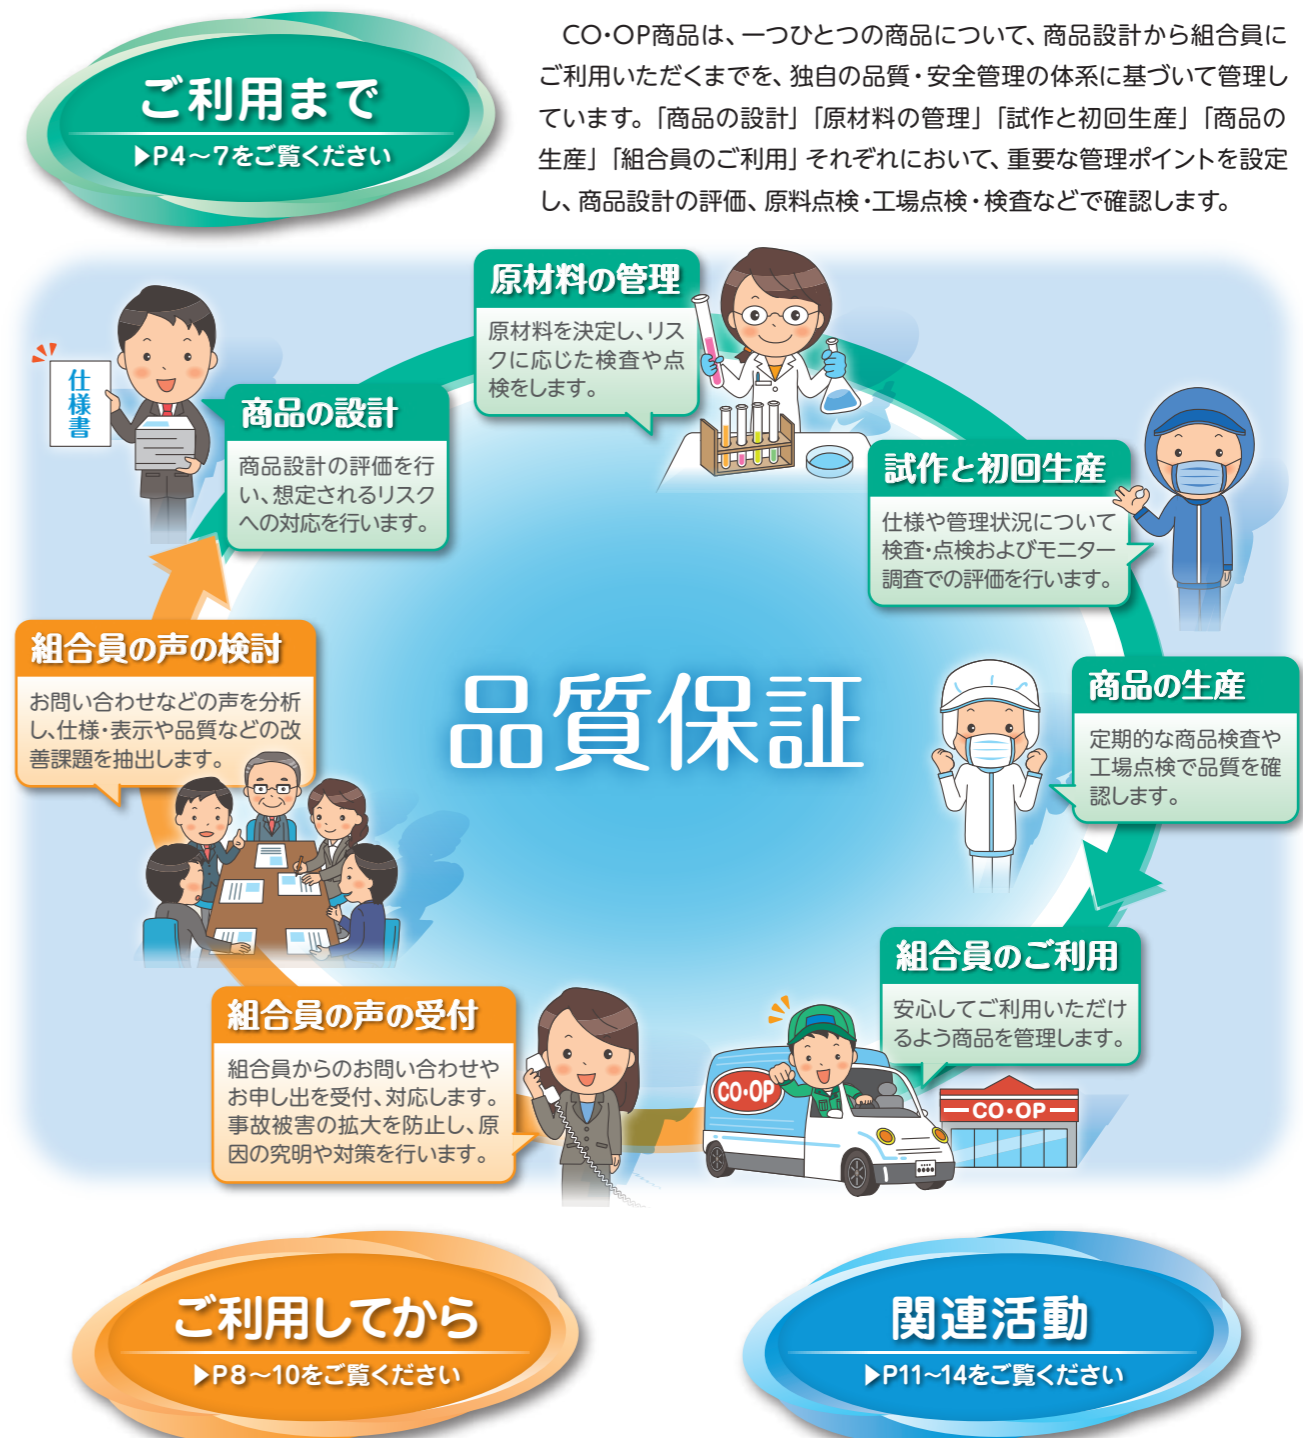 ご利用まで
▶P4～7をご覧ください
CO・OP商品は、一つひとつの商品について、商品設計から組合員に
ご利用いただくまでを、独自の品質・安全管理の体系に基づいて管理し
ています。「商品の設計」「原材料の管理」「試作と初回生産」「商品の
生産」「組合員のご利用」それぞれにおいて、重要な管理ポイントを設定
し、商品設計の評価、原料点検・工場点検・検査などで確認します。
原材料の管理
原材料を決定し、リス
クに応じた検査や点
検をします。
仕様書
商品の設計
商品設計の評価を行
い、想定されるリスク
への対応を行います。
試作と初回生産
仕様や管理状況について
検査・点検およびモニター
調査での評価を行います。
組合員の声の検討
お問い合わせなどの声を分析
し、仕様・表示や品質などの改
善課題を抽出します。
品質保証
商品の生産
定期的な商品検査や
工場点検で品質を確
認します。
組合員のご利用
安心してご利用いただけ
るよう商品を管理します。
組合員の声の受付
組合員からのお問い合わせや
お申し出を受付、対応します。
事故被害の拡大を防止し、原
因の究明や対策を行います。
CO・OP
CO・OP
ご利用してから
▶P8～10をご覧ください
関連活動
▶P11~14をご覧ください